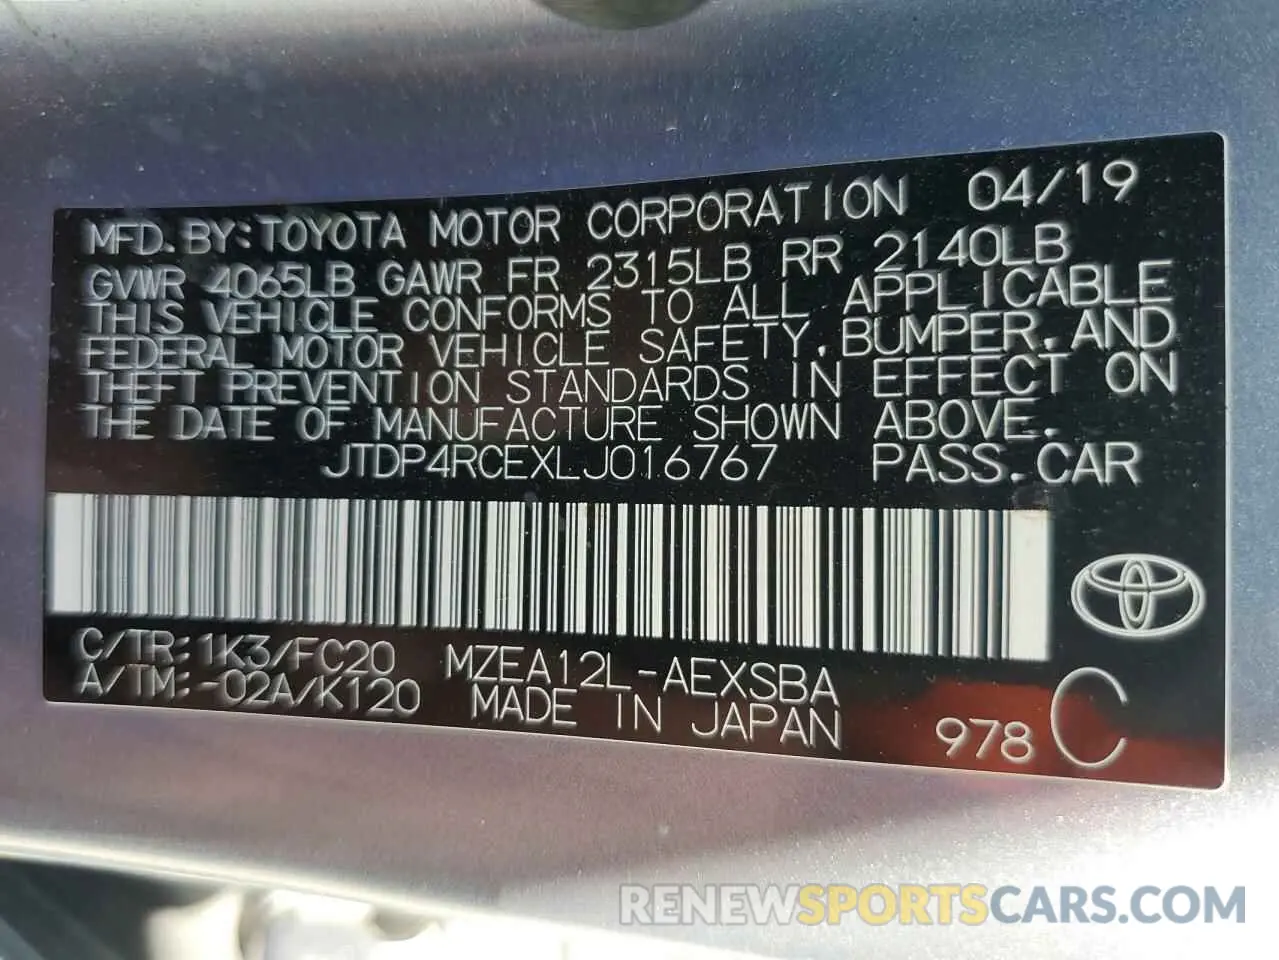 MFD. BY: TOYOTA MOTOR CORPORATION 04/19
GVWR 4065LB GAWR FR 2315LB RR 2140LB
THIS VEHICLE CONFORMS TO ALL APPLICABLE
FEDERAL MOTOR VEHICLE SAFETY, BUMPER, AND
THEFT PREVENTION STANDARDS IN EFFECT ON
THE DATE OF MANUFACTURE SHOWN ABOVE.
JTDP4RCEXLJ016767 PASS. CAR
C/TR: 1K3/FC20 MZEA12L-AEXSBA
A/TM: -02A/K120 MADE IN JAPAN 978 C
RENEWSPORTSCARS.COM